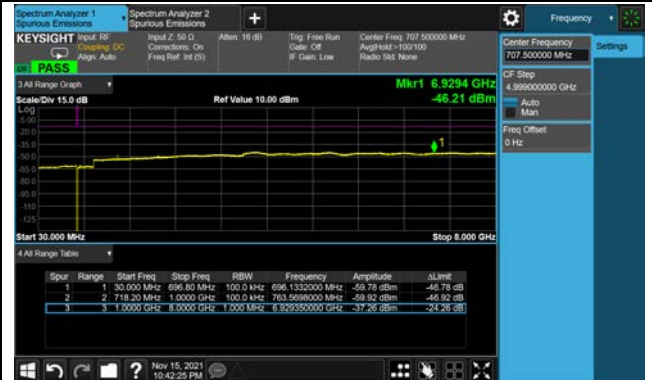 Spectrum Analyzer 1
Spurious Emissions
Spectrum Analyzer 2
Spurious Emissions
Frequency
KEYSIGHT
Input: RF
Coupling: DC
Align: Auto
Input Z: 50 Ω
Corrections: On
Freq Ref: Int (S)
Atten: 16 dB
Trig: Free Run
Gate: Off
IF Gain: Low
Center Freq: 707.500000 MHz
Avg|Hold:>100/100
Radio Std: None
PASS
Center Frequency
707.500000 MHz
Settings
CF Step
4.999000000 GHz
Auto
Man
Freq Offset
0 Hz
3 All Range Graph
Mkr1 6.9294 GHz
-46.21 dBm
Scale/Div 15.0 dB
Ref Value 10.00 dBm
Log
-5.00
-20.0
-35.0
-50.0
-65.0
-80.0
-95.0
-110
-125
1
Start 30.000 MHz
Stop 8.000 GHz
4 All Range Table
Spur Range Start Freq Stop Freq RBW Frequency Amplitude ΔLimit
1 1 30.000 MHz 696.80 MHz 100.0 kHz 696.1332000 MHz -59.78 dBm -46.78 dB
2 2 718.20 MHz 1.0000 GHz 100.0 kHz 763.5698000 MHz -59.92 dBm -46.92 dB
3 3 1.0000 GHz 8.0000 GHz 1.000 MHz 6.929350000 GHz -37.26 dBm -24.26 dB
?
Nov 15, 2021
10:42:25 PM